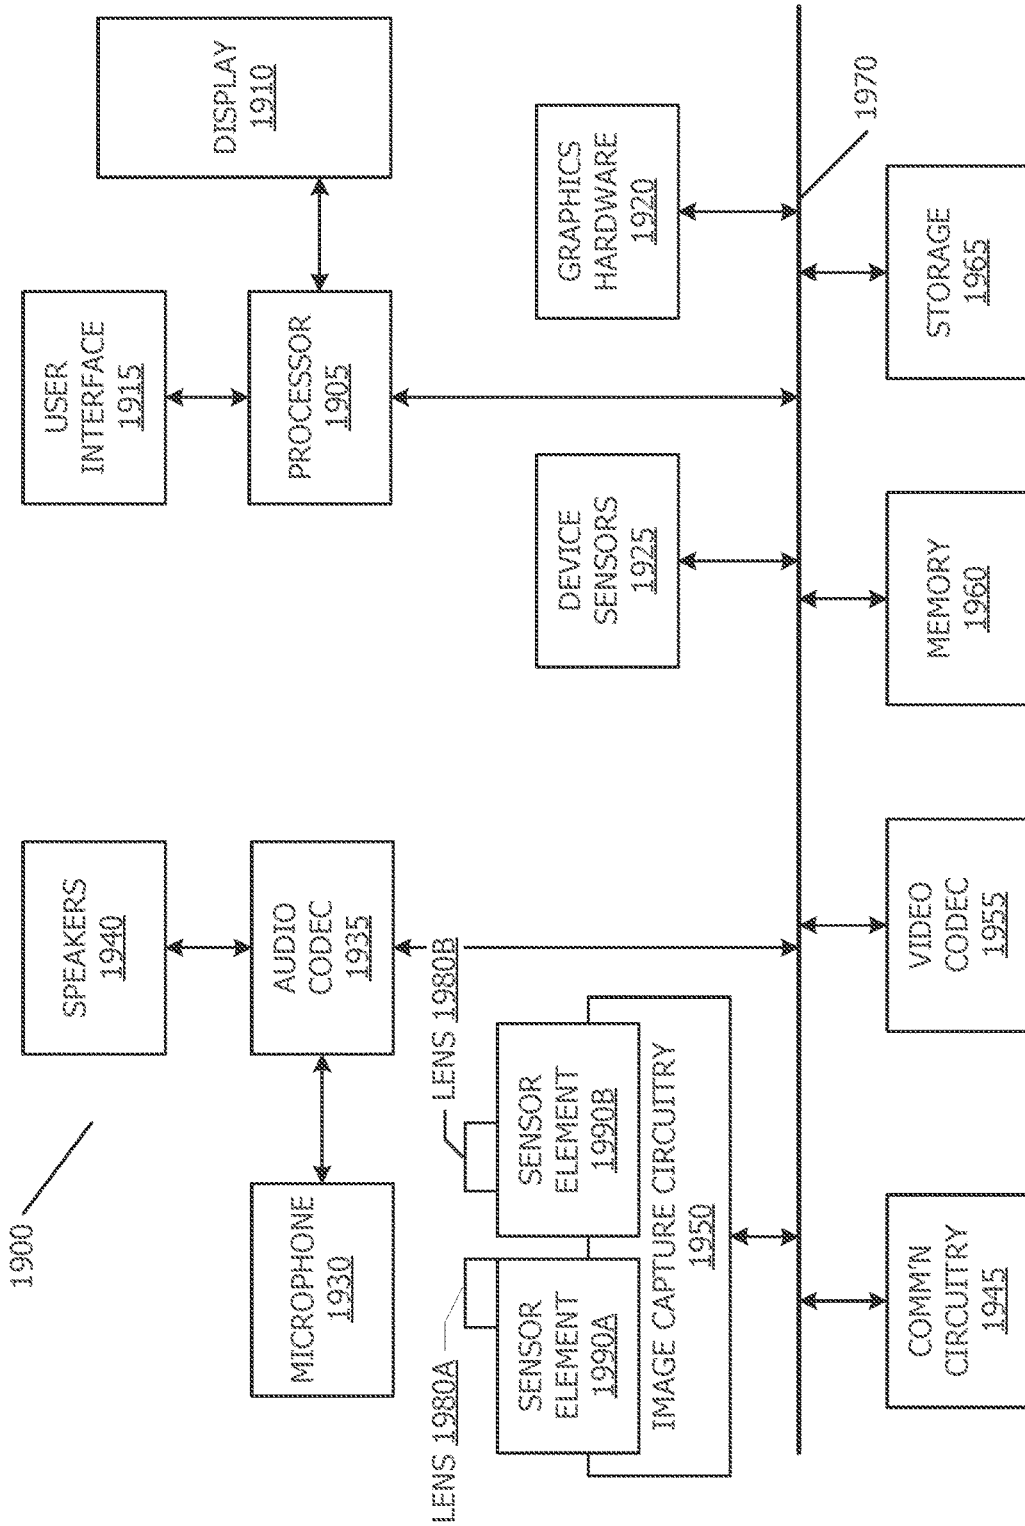 1900
SPEAKERS
1940
USER
INTERFACE
1915
MICROPHONE
1930
AUDIO
CODEC
1935
PROCESSOR
1905
DISPLAY
1910
LENS 1980A
LENS 1980B
SENSOR
ELEMENT
1990A
SENSOR
ELEMENT
1990B
IMAGE CAPTURE CIRCUITRY
1950
DEVICE
SENSORS
1925
GRAPHICS
HARDWARE
1920
1970
COMM'N
CIRCUITRY
1945
VIDEO
CODEC
1955
MEMORY
1960
STORAGE
1965